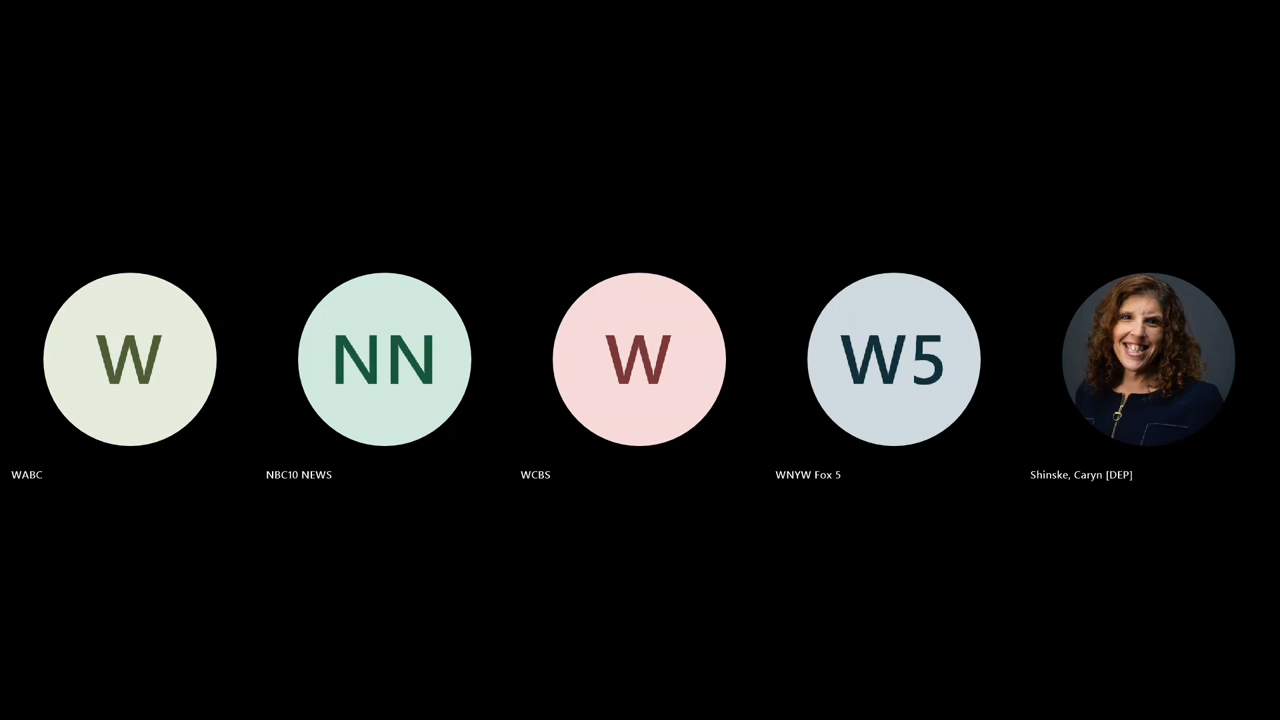 W
NN
W
W5
WABC
NBC10 NEWS
WCBS
WNYW Fox 5
Shinske, Caryn [DEP]